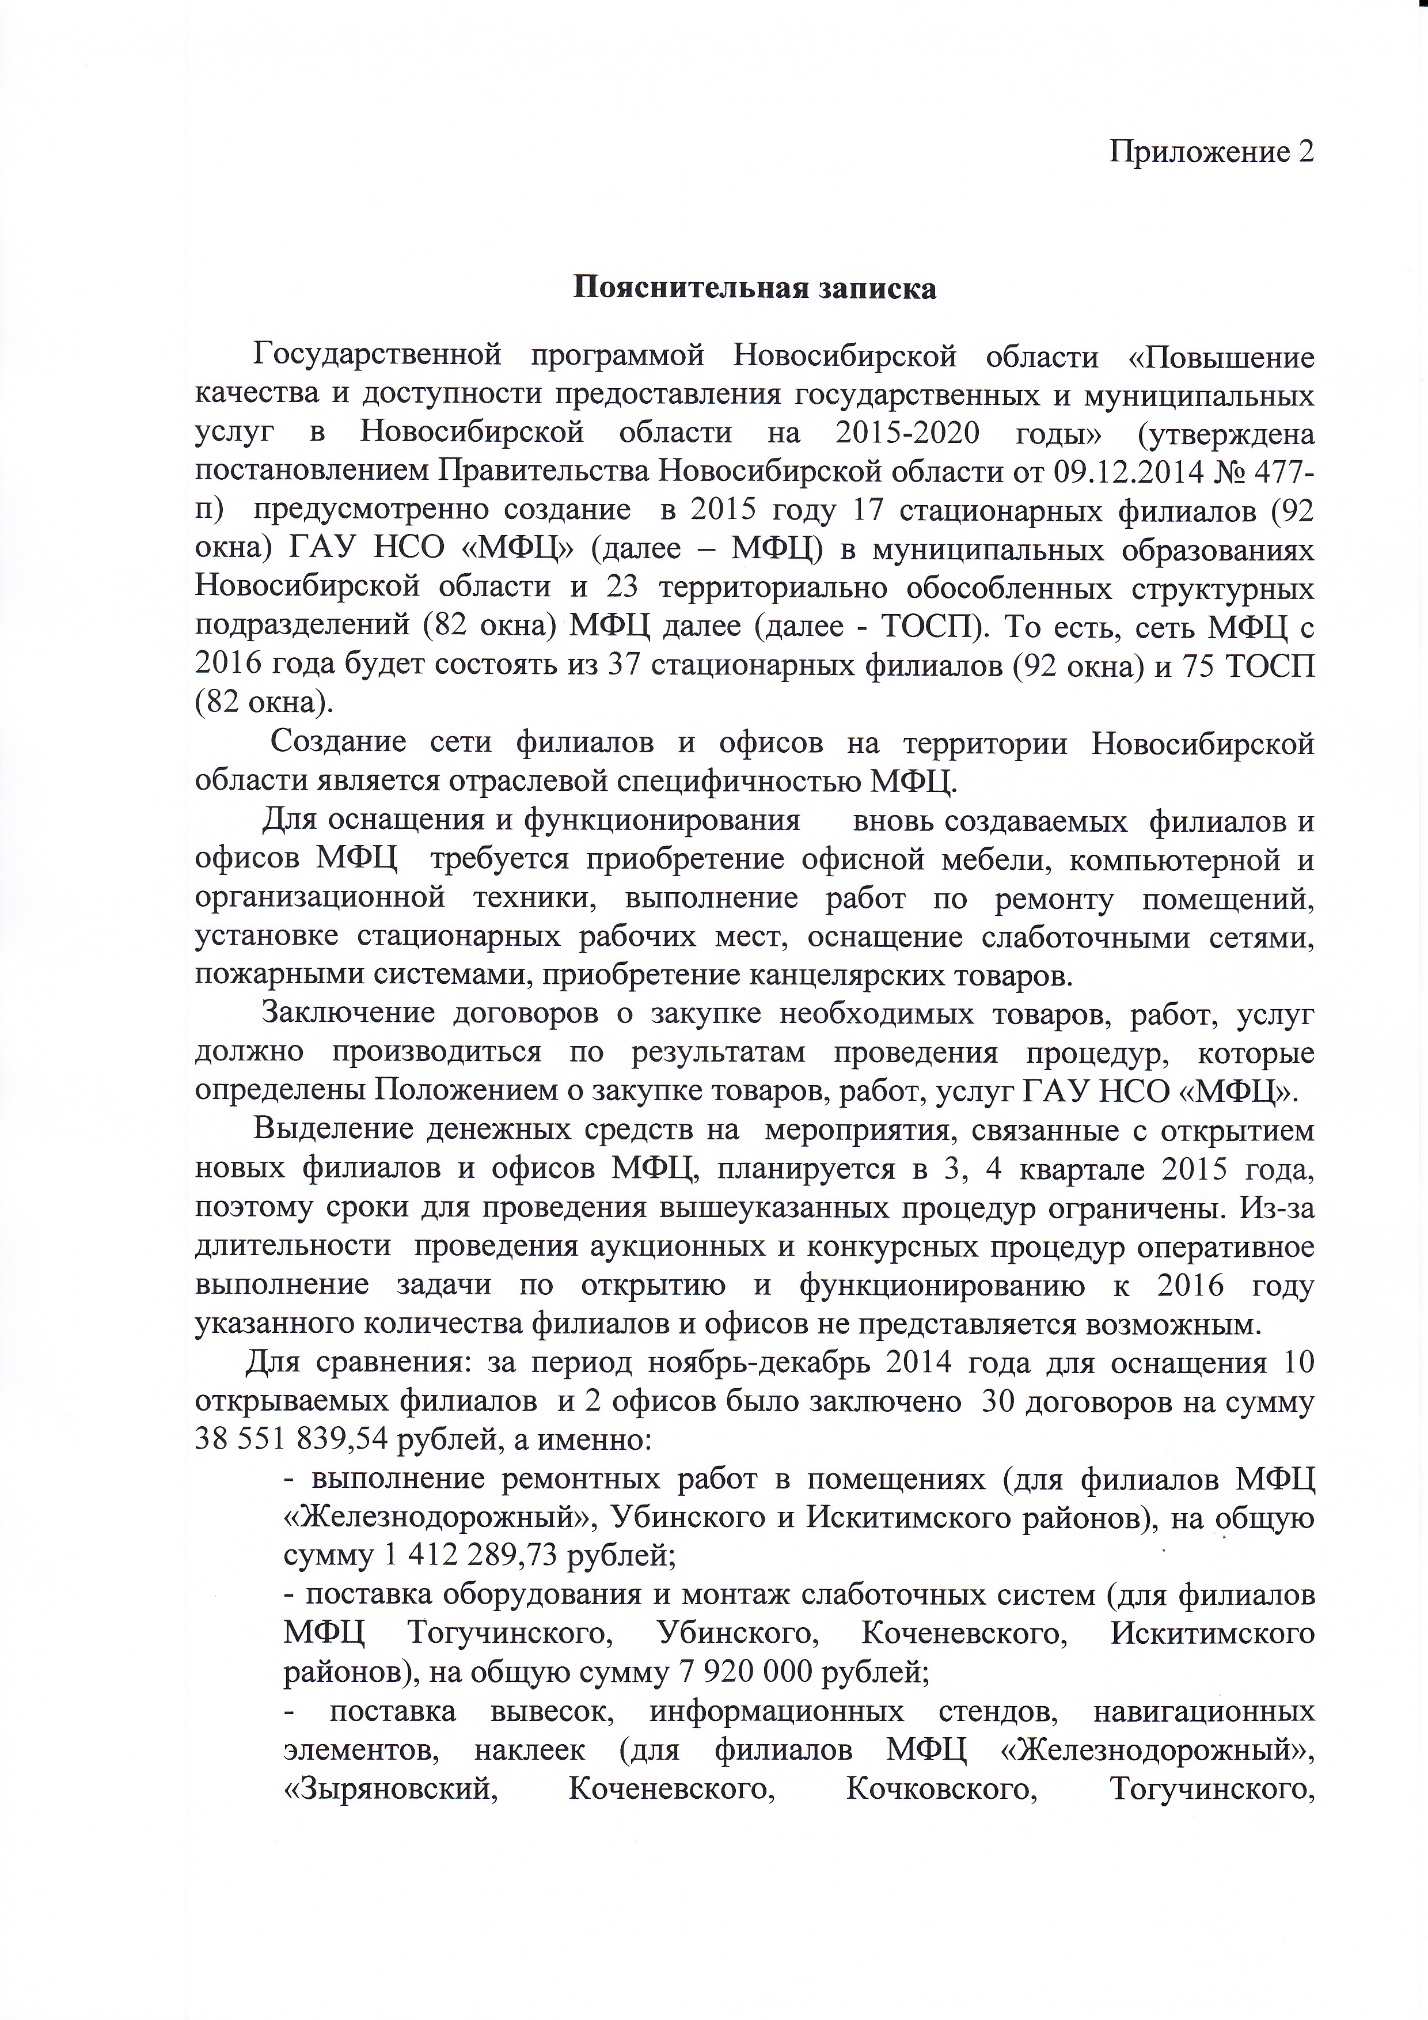 Приложение 2
Пояснительная записка
Государственной программой Новосибирской области «Повышение
качества и доступности предоставления государственных и муниципальных
услуг в Новосибирской области на 2015-2020 годы» (утверждена
постановлением Правительства Новосибирской области от 09.12.2014 № 477-
п) предусмотренно создание в 2015 году 17 стационарных филиалов (92
окна) ГАУ НСО «МФЦ» (далее – МФЦ) в муниципальных образованиях
Новосибирской области и 23 территориально обособленных структурных
подразделений (82 окна) МФЦ далее (далее - ТОСП). То есть, сеть МФЦ с
2016 года будет состоять из 37 стационарных филиалов (92 окна) и 75 ТОСП
(82 окна).
Создание сети филиалов и офисов на территории Новосибирской
области является отраслевой специфичностью МФЦ.
Для оснащения и функционирования вновь создаваемых филиалов и
офисов МФЦ требуется приобретение офисной мебели, компьютерной и
организационной техники, выполнение работ по ремонту помещений,
установке стационарных рабочих мест, оснащение слаботочными сетями,
пожарными системами, приобретение канцелярских товаров.
Заключение договоров о закупке необходимых товаров, работ, услуг
должно производиться по результатам проведения процедур, которые
определены Положением о закупке товаров, работ, услуг ГАУ НСО «МФЦ».
Выделение денежных средств на мероприятия, связанные с открытием
новых филиалов и офисов МФЦ, планируется в 3, 4 квартале 2015 года,
поэтому сроки для проведения вышеуказанных процедур ограничены. Из-за
длительности проведения аукционных и конкурсных процедур оперативное
выполнение задачи по открытию и функционированию к 2016 году
указанного количества филиалов и офисов не представляется возможным.
Для сравнения: за период ноябрь-декабрь 2014 года для оснащения 10
открываемых филиалов и 2 офисов было заключено 30 договоров на сумму
38 551 839,54 рублей, а именно:
- выполнение ремонтных работ в помещениях (для филиалов МФЦ
«Железнодорожный», Убинского и Искитимского районов), на общую
сумму 1 412 289,73 рублей;
- поставка оборудования и монтаж слаботочных систем (для филиалов
МФЦ Тогучинского, Убинского, Коченевского, Искитимского
районов), на общую сумму 7 920 000 рублей;
- поставка вывесок, информационных стендов, навигационных
элементов, наклеек (для филиалов МФЦ «Железнодорожный»,
«Зыряновский, Коченевского, Кочковского, Тогучинского,